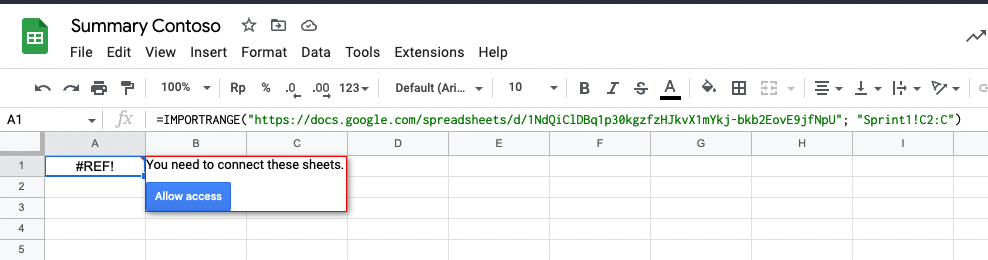 Summary Contoso
File Edit View Insert Format Data Tools Extensions Help
100% Rp % .0 .00 123 Default (Ari... 10 B I S A
A1 fx =IMPORTRANGE("https://docs.google.com/spreadsheets/d/1NdQiClDBq1p30kgzfzHJkvX1mYkj-bkb2EovE9jfNpU"; "Sprint1!C2:C")
A B C D E F G H I
1 #REF! You need to connect these sheets.
2 Allow access
3
4
5